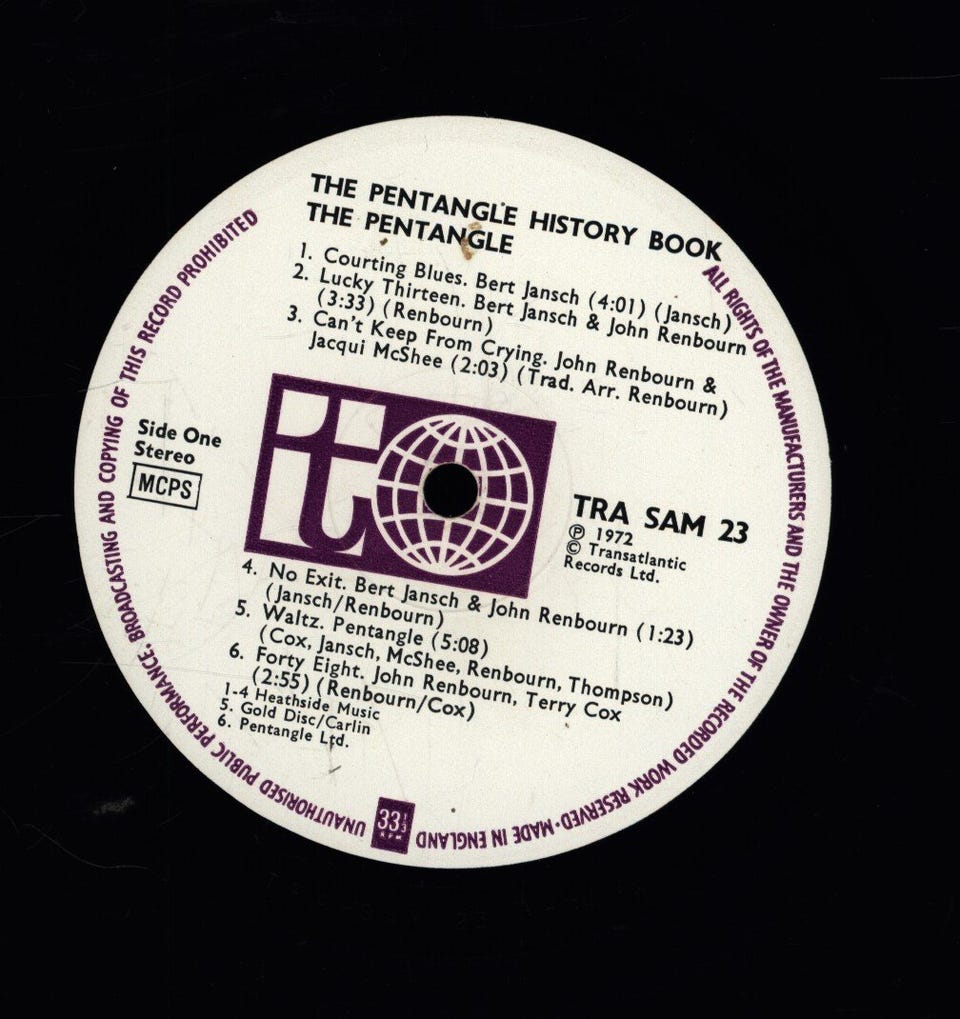 THE PENTANGLE HISTORY BOOK
THE PENTANGLE
1. Courting Blues. Bert Jansch (4:01) (Jansch)
2. Lucky Thirteen. Bert Jansch & John Renbourn
(3:33) (Renbourn)
3. Can't Keep From Crying. John Renbourn &
Jacqui McShee (2:03) (Trad. Arr. Renbourn)
Side One
Stereo
MCPS
t
TRA SAM 23
Ⓟ 1972
© Transatlantic
Records Ltd.
4. No Exit. Bert Jansch & John Renbourn (1:23)
(Jansch/Renbourn)
5. Waltz. Pentangle (5:08)
(Cox, Jansch, McShee, Renbourn, Thompson)
6. Forty Eight. John Renbourn, Terry Cox
(2:55) (Renbourn/Cox)
1-4 Heathside Music
5. Gold Disc/Carlin
6. Pentangle Ltd.
33⅓
RPM
ALL RIGHTS OF THE MANUFACTURERS AND THE OWNER OF THE RECORDED WORK RESERVED · MADE IN ENGLAND
UNAUTHORISED PUBLIC PERFORMANCE. BROADCASTING AND COPYING OF THIS RECORD PROHIBITED